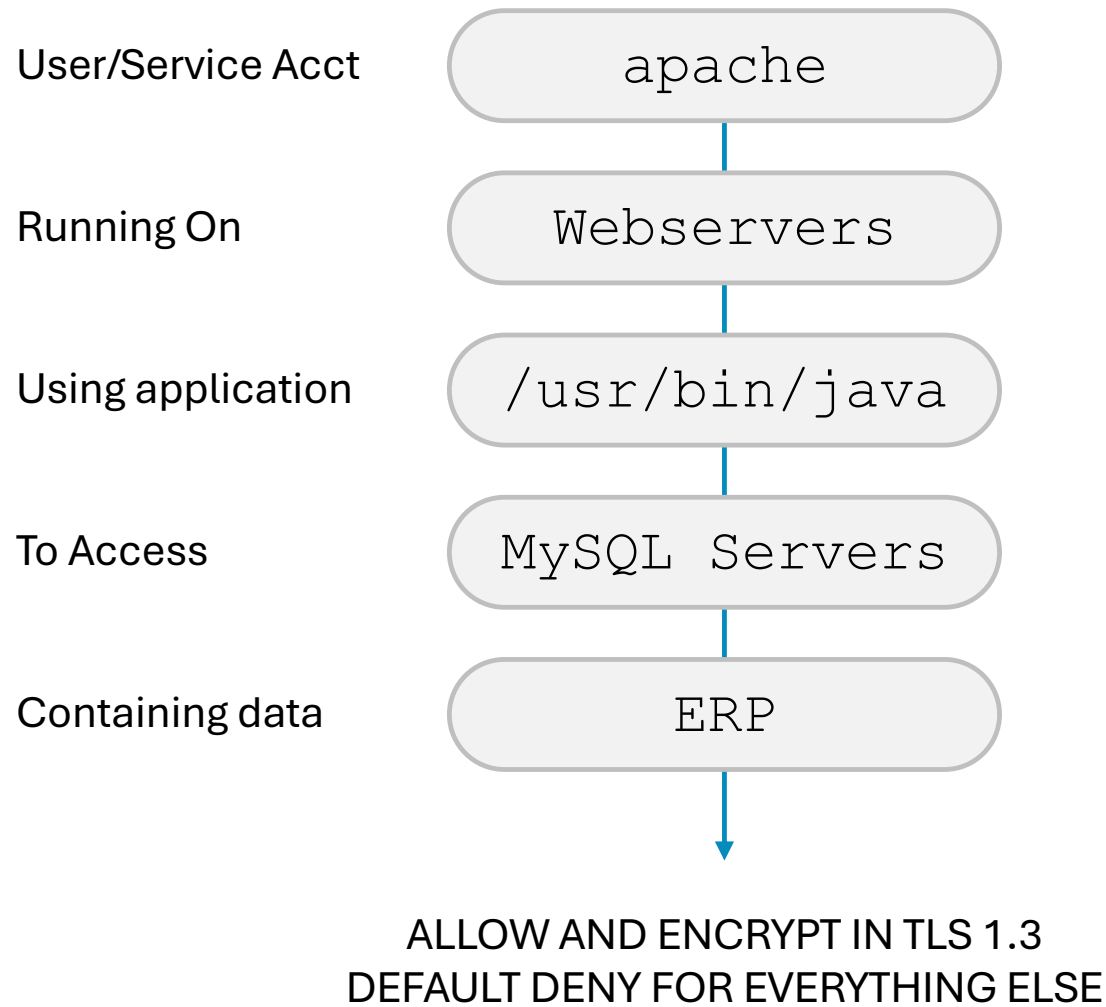 User/Service Acct
apache
Running On
Webservers
Using application
/usr/bin/java
To Access
MySQL Servers
Containing data
ERP
ALLOW AND ENCRYPT IN TLS 1.3
DEFAULT DENY FOR EVERYTHING ELSE